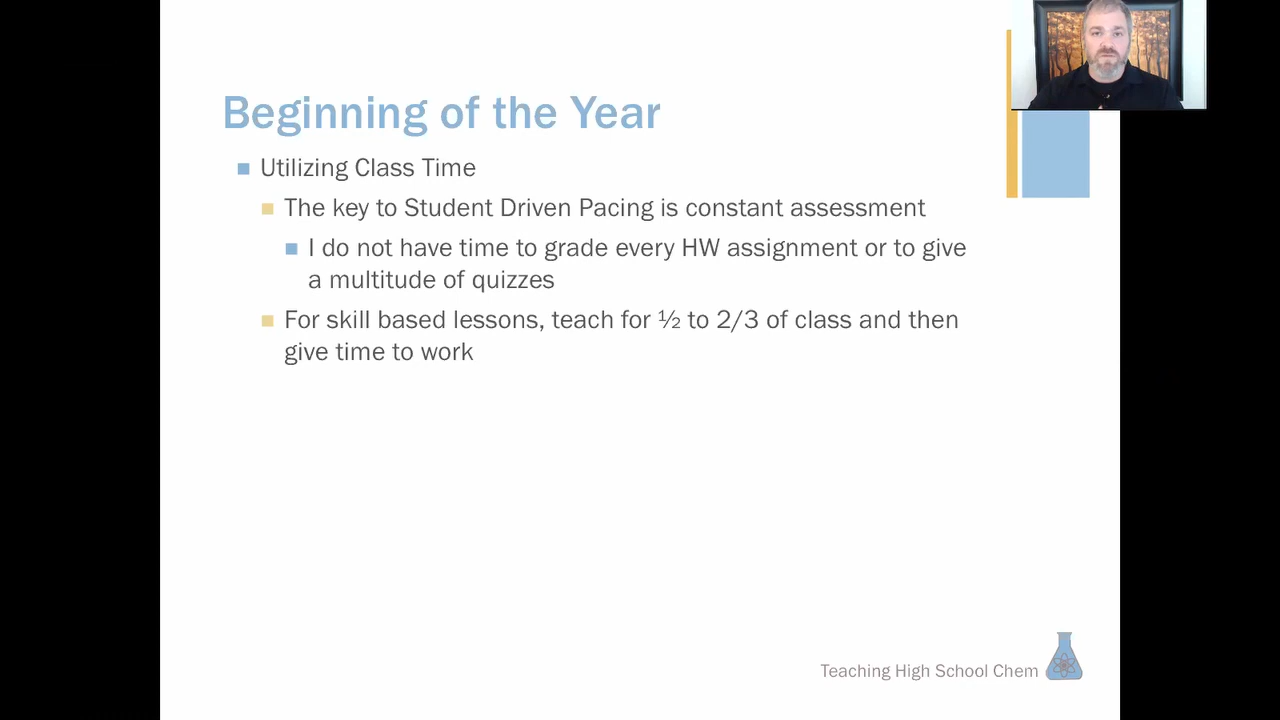 Beginning of the Year
Utilizing Class Time
The key to Student Driven Pacing is constant assessment
I do not have time to grade every HW assignment or to give
a multitude of quizzes
For skill based lessons, teach for ½ to 2/3 of class and then
give time to work
Teaching High School Chem